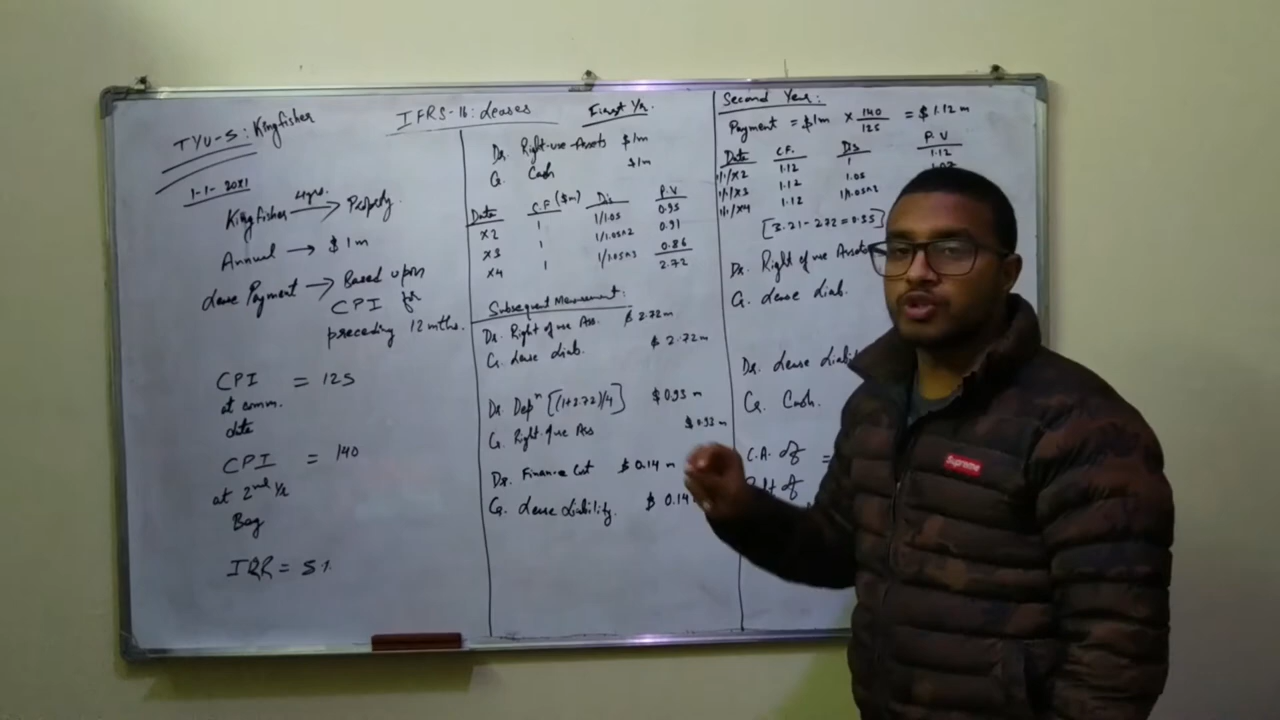 TYU-5: Kingfisher
IFRS-16: Leases
1-1-20X1
Kingfisher 4yrs. → Property.
Annual → $1m
Lease Payment → Based upon
CPI for
preceding 12 mths.
CPI = 125
at comm.
date
CPI = 140
at 2nd Yr
Beg
IRR = 5%
First Yr.
Dr. Right-use-Assets $1m
Cr. Cash $1m
Date C.F ($m) Dis P.V
X2 1 1/1.05 0.95
X3 1 1/1.05^2 0.91
X4 1 1/1.05^3 0.86
2.72
Subsequent Measurement:
Dr. Right of use Ass. $2.72m
Cr. Lease Liab. $2.72m
Dr. Depn [(1+2.72)/4] $0.93m
Cr. Right of use Ass $0.93m
Dr. Finance Cost $0.14m
Cr. Lease Liability. $0.14
Second Year:
Payment = $1m × 140/125 = $1.12m
Date C.F. Dis P.V
1/1/X2 1.12 1 1.12
1/1/X3 1.12 1.05
1/1/X4 1.12 1/1.05^2
[3.21-2.72=0.55]
Dr. Right of use Assets
Cr. Lease Liab.
Dr. Lease Liabili
Cr. Cash.
C.A. of =
of
Supreme